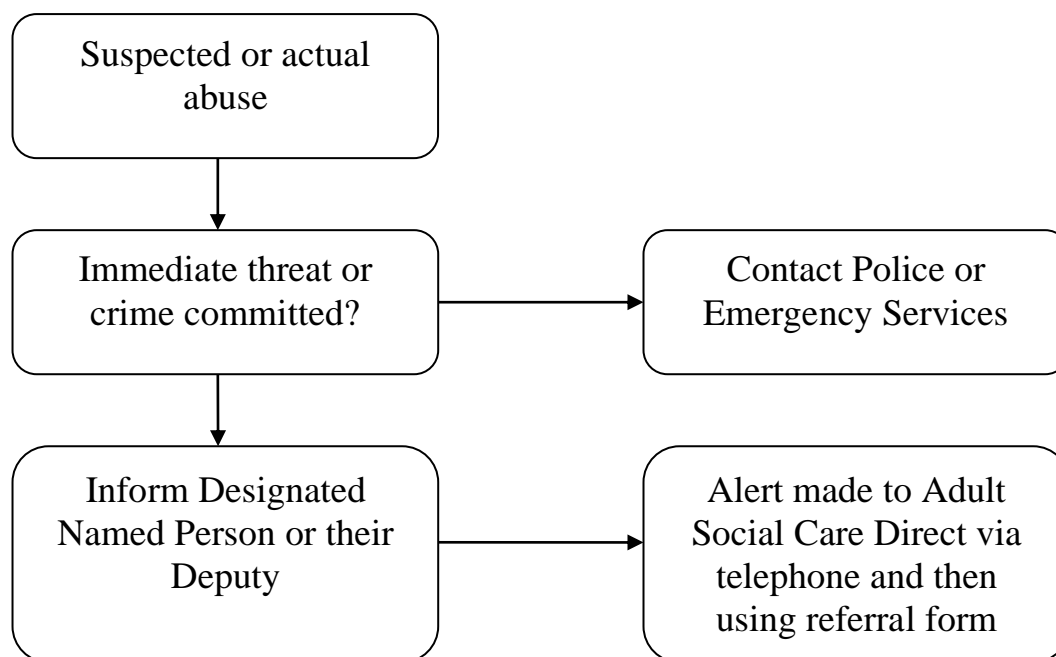 Suspected or actual
abuse
Immediate threat or
crime committed?
Contact Police or
Emergency Services
Inform Designated
Named Person or their
Deputy
Alert made to Adult
Social Care Direct via
telephone and then
using referral form